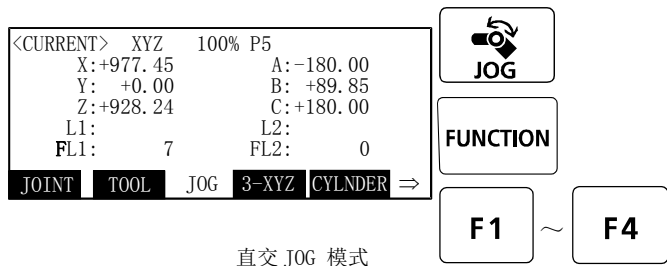 <CURRENT> XYZ 100% P5
X:+977.45 A:-180.00
Y: +0.00 B: +89.85
Z:+928.24 C:+180.00
L1: L2:
FL1: 7 FL2: 0
JOINT TOOL JOG 3-XYZ CYLNDER ⇒
JOG
FUNCTION
F1 ~ F4
直交 JOG 模式